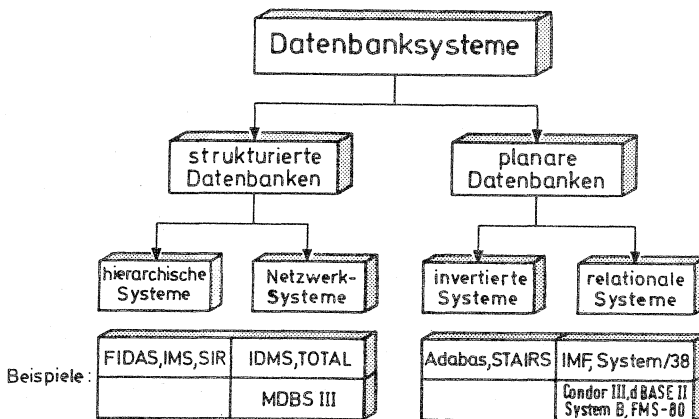 Datenbanksysteme
strukturierte
Datenbanken
planare
Datenbanken
hierarchische
Systeme
Netzwerk-
Systeme
invertierte
Systeme
relationale
Systeme
Beispiele:
FIDAS,IMS,SIR
IDMS,TOTAL
MDBS III
Adabas,STAIRS
IMF, System/38
Condor III,dBASE II
System B, FMS-80